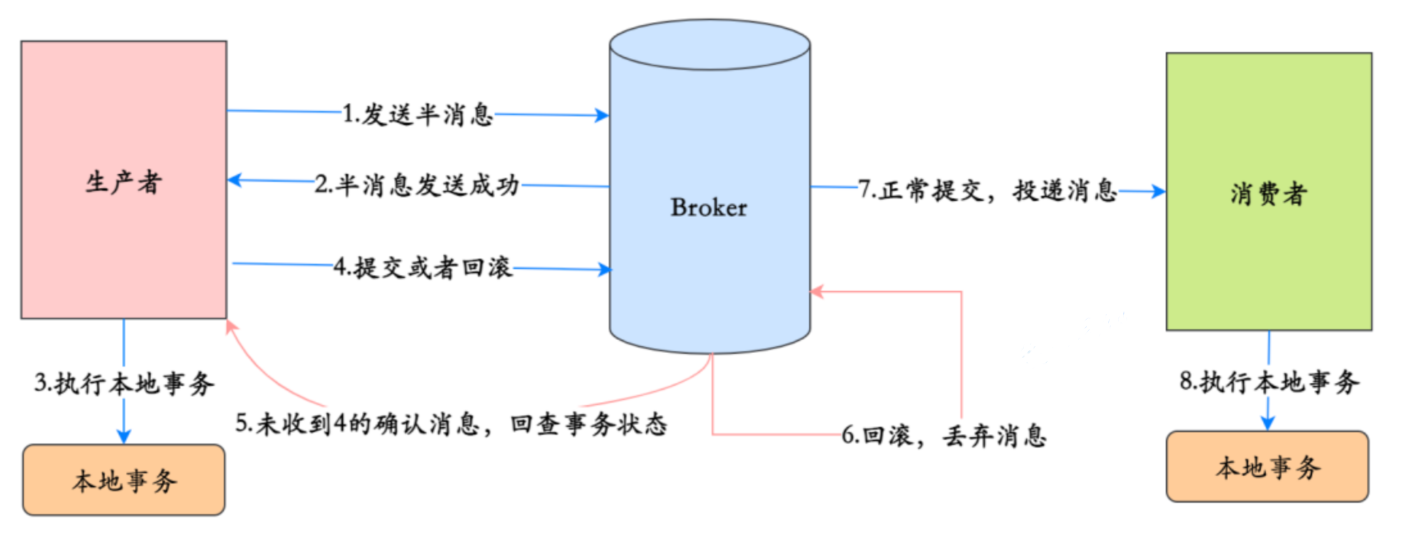 1.发送半消息
生产者
2.半消息发送成功
Broker
7.正常提交，投递消息
消费者
4.提交或者回滚
3.执行本地事务
8.执行本地事务
5.未收到4的确认消息，回查事务状态
6.回滚，丢弃消息
本地事务
本地事务